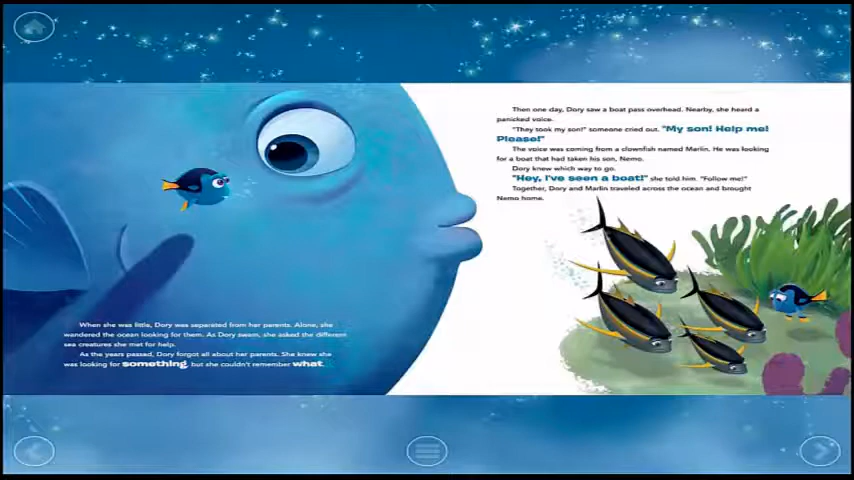 When she was little, Dory was separated from her parents. Alone, she
wandered the ocean looking for them. As Dory swam, she asked the different
sea creatures she met for help.
As the years passed, Dory forgot all about her parents. She knew she
was looking for something, but she couldn't remember what.
Then one day, Dory saw a boat pass overhead. Nearby, she heard a
panicked voice.
"They took my son!" someone cried out. "My son! Help me!
Please!"
The voice was coming from a clownfish named Marlin. He was looking
for a boat that had taken his son, Nemo.
Dory knew which way to go.
"Hey, I've seen a boat!" she told him. "Follow me!"
Together, Dory and Marlin traveled across the ocean and brought
Nemo home.